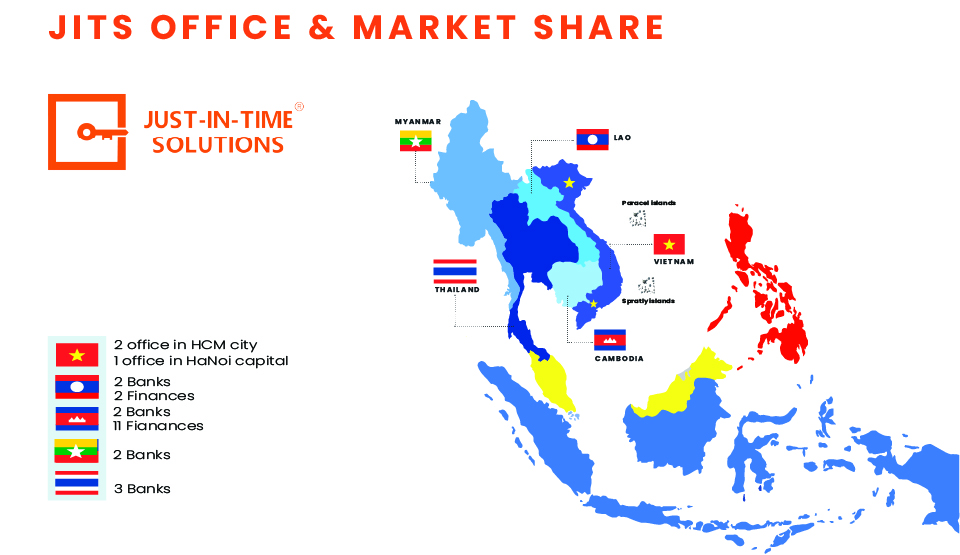 JITS OFFICE & MARKET SHARE
JUST-IN-TIME®
SOLUTIONS
MYANMAR
LAO
Paracel islands
VIETNAM
THAILAND
Spratly islands
CAMBODIA
2 office in HCM city
1 office in HaNoi capital
2 Banks
2 Finances
2 Banks
11 Fianances
2 Banks
3 Banks